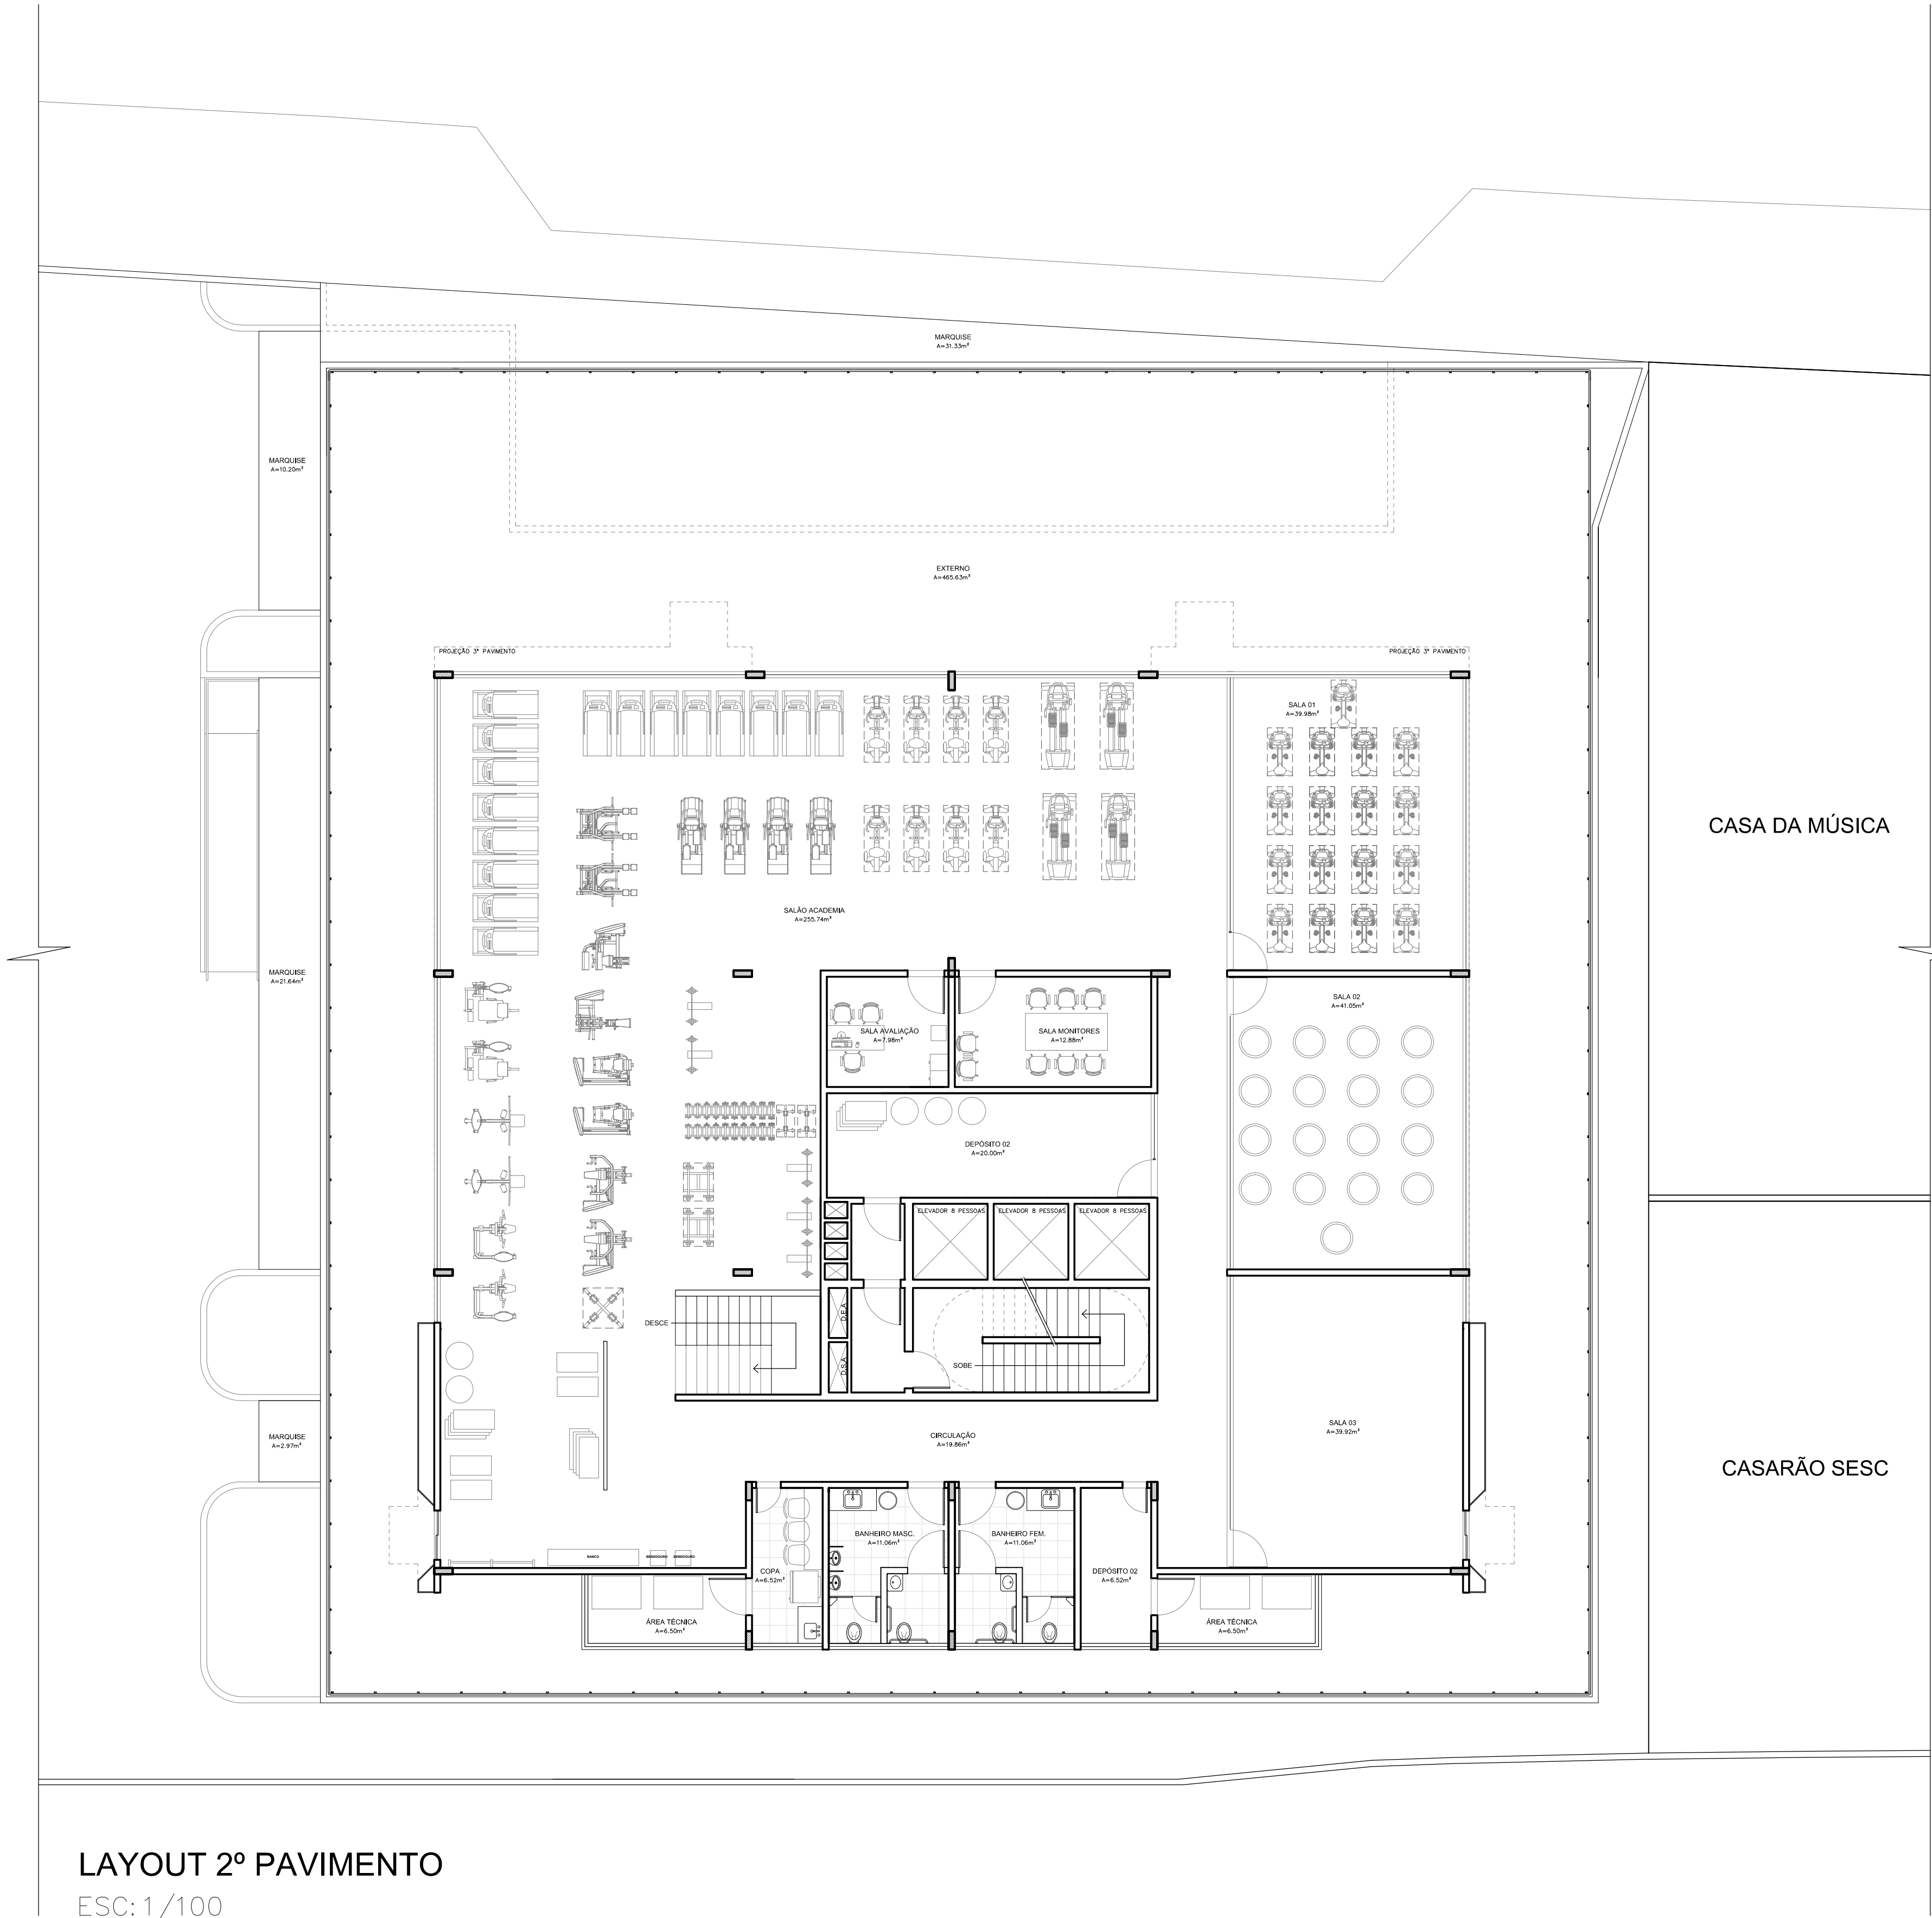 MARQUISE
A=31.33m²
MARQUISE
A=10.20m²
EXTERNO
A=465.63m²
PROJEÇÃO 3º PAVIMENTO
PROJEÇÃO 3º PAVIMENTO
SALA 01
A=39.98m²
CASA DA MÚSICA
SALÃO ACADEMIA
A=255.74m²
MARQUISE
A=21.64m²
SALA 02
A=41.05m²
SALA AVALIAÇÃO
A=7.98m²
SALA MONITORES
A=12.88m²
DEPÓSITO 02
A=20.00m²
ELEVADOR 8 PESSOAS
ELEVADOR 8 PESSOAS
ELEVADOR 8 PESSOAS
D.E.A
DESCE
D.S.A
SOBE
MARQUISE
A=2.97m²
CIRCULAÇÃO
A=19.86m²
SALA 03
A=39.92m²
CASARÃO SESC
BANHEIRO MASC.
A=11.06m²
BANHEIRO FEM.
A=11.06m²
BANCO
BEBEDOURO
BEBEDOURO
COPA
A=6.52m²
DEPÓSITO 02
A=6.52m²
ÁREA TÉCNICA
A=6.50m²
ÁREA TÉCNICA
A=6.50m²
LAYOUT 2º PAVIMENTO
ESC: 1/100